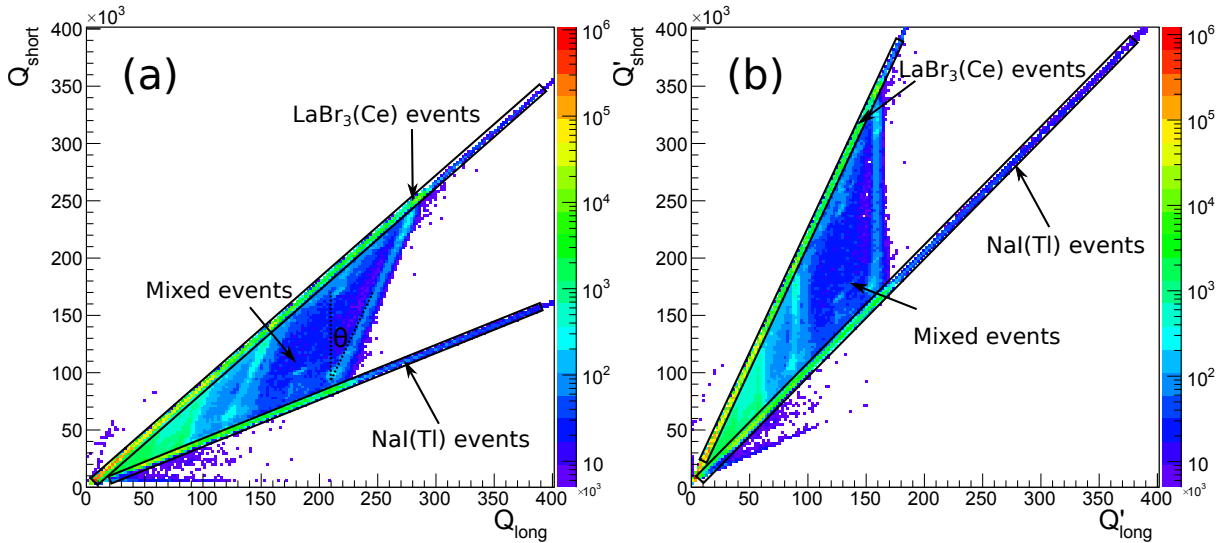 ×10³
(a)
Q_short
400
350
300
250
200
150
100
50
0
LaBr₃(Ce) events
Mixed events
θ
NaI(Tl) events
0 50 100 150 200 250 300 350 400
×10³
Q_long
10⁶
10⁵
10⁴
10³
10²
10
×10³
(b)
Q'_short
400
350
300
250
200
150
100
50
0
LaBr₃(Ce) events
NaI(Tl) events
Mixed events
0 50 100 150 200 250 300 350 400
×10³
Q'_long
10⁶
10⁵
10⁴
10³
10²
10